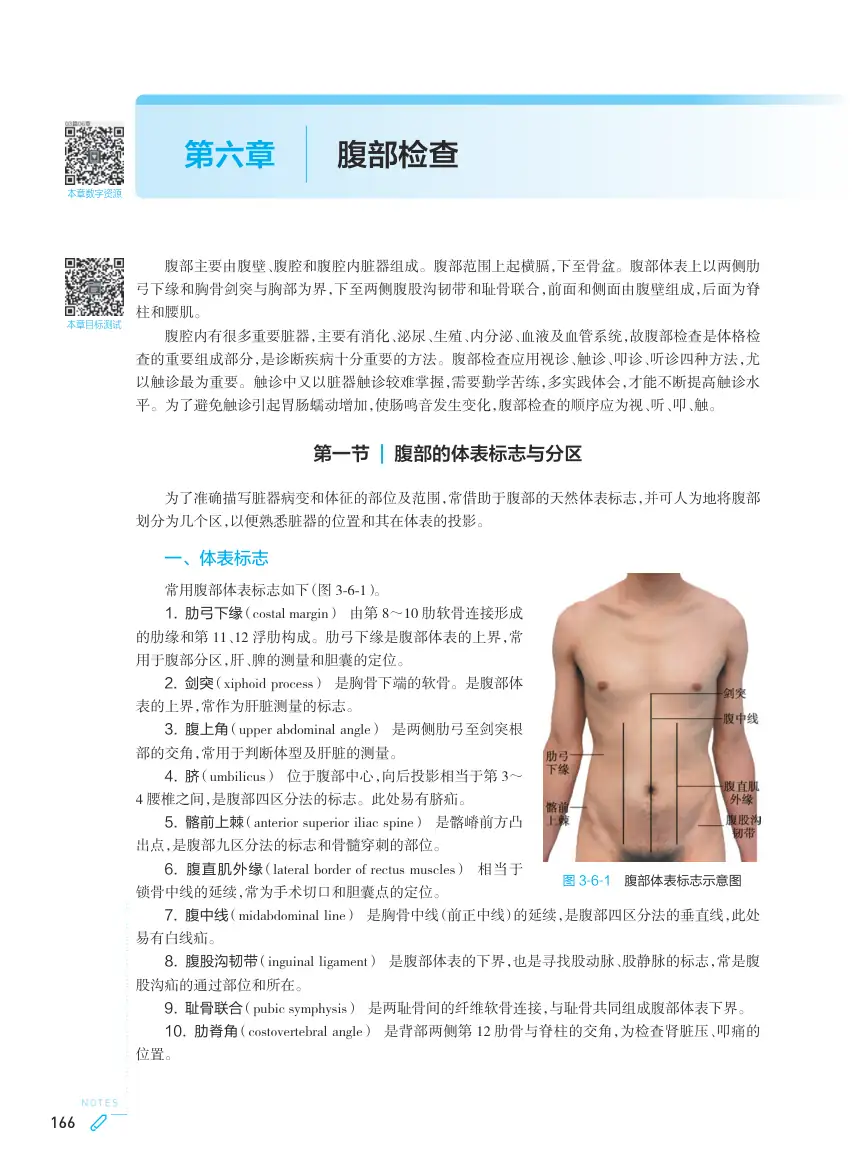 03篇06章
本章数字资源
第六章 腹部检查
本章目标测试
腹部主要由腹壁、腹腔和腹腔内脏器组成。腹部范围上起横膈,下至骨盆。腹部体表上以两侧肋
弓下缘和胸骨剑突与胸部为界,下至两侧腹股沟韧带和耻骨联合,前面和侧面由腹壁组成,后面为脊
柱和腰肌。
腹腔内有很多重要脏器,主要有消化、泌尿、生殖、内分泌、血液及血管系统,故腹部检查是体格检
查的重要组成部分,是诊断疾病十分重要的方法。腹部检查应用视诊、触诊、叩诊、听诊四种方法,尤
以触诊最为重要。触诊中又以脏器触诊较难掌握,需要勤学苦练,多实践体会,才能不断提高触诊水
平。为了避免触诊引起胃肠蠕动增加,使肠鸣音发生变化,腹部检查的顺序应为视、听、叩、触。
第一节 | 腹部的体表标志与分区
为了准确描写脏器病变和体征的部位及范围,常借助于腹部的天然体表标志,并可人为地将腹部
划分为几个区,以便熟悉脏器的位置和其在体表的投影。
一、体表标志
常用腹部体表标志如下(图 3-6-1)。
1. 肋弓下缘(costal margin) 由第 8~10 肋软骨连接形成
的肋缘和第 11、12 浮肋构成。肋弓下缘是腹部体表的上界,常
用于腹部分区,肝、脾的测量和胆囊的定位。
2. 剑突(xiphoid process) 是胸骨下端的软骨。是腹部体
表的上界,常作为肝脏测量的标志。
3. 腹上角(upper abdominal angle) 是两侧肋弓至剑突根
部的交角,常用于判断体型及肝脏的测量。
4. 脐(umbilicus) 位于腹部中心,向后投影相当于第 3~
4 腰椎之间,是腹部四区分法的标志。此处易有脐疝。
5. 髂前上棘(anterior superior iliac spine) 是髂嵴前方凸
出点,是腹部九区分法的标志和骨髓穿刺的部位。
6. 腹直肌外缘(lateral border of rectus muscles) 相当于
锁骨中线的延续,常为手术切口和胆囊点的定位。
剑突
腹中线
肋弓
下缘
腹直肌
外缘
髂前
上棘
腹股沟
韧带
图 3-6-1 腹部体表标志示意图
7. 腹中线(midabdominal line) 是胸骨中线(前正中线)的延续,是腹部四区分法的垂直线,此处
易有白线疝。
8. 腹股沟韧带(inguinal ligament) 是腹部体表的下界,也是寻找股动脉、股静脉的标志,常是腹
股沟疝的通过部位和所在。
9. 耻骨联合(pubic symphysis) 是两耻骨间的纤维软骨连接,与耻骨共同组成腹部体表下界。
10. 肋脊角(costovertebral angle) 是背部两侧第 12 肋骨与脊柱的交角,为检查肾脏压、叩痛的
位置。
NOTES
166